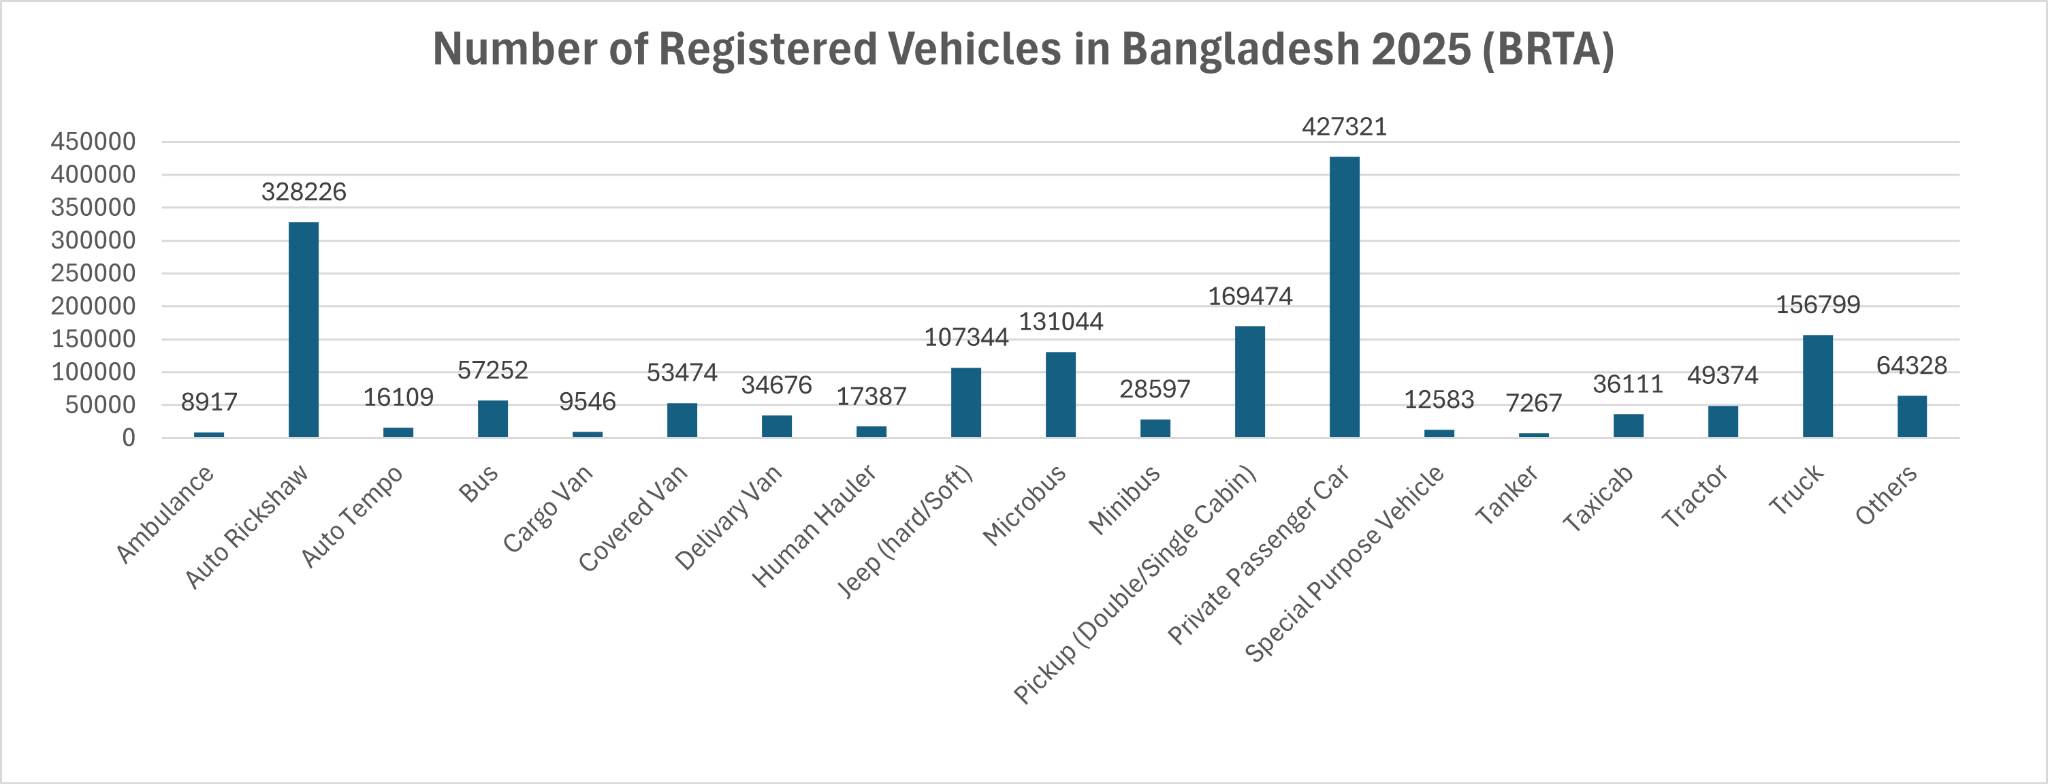 Number of Registered Vehicles in Bangladesh 2025 (BRTA)
450000
400000
350000
300000
250000
200000
150000
100000
50000
0
8917
328226
16109
57252
9546
53474
34676
17387
107344
131044
28597
169474
427321
12583
7267
36111
49374
156799
64328
Ambulance
Auto Rickshaw
Auto Tempo
Bus
Cargo Van
Covered Van
Delivary Van
Human Hauler
Jeep (hard/Soft)
Microbus
Minibus
Pickup (Double/Single Cabin)
Private Passenger Car
Special Purpose Vehicle
Tanker
Taxicab
Tractor
Truck
Others